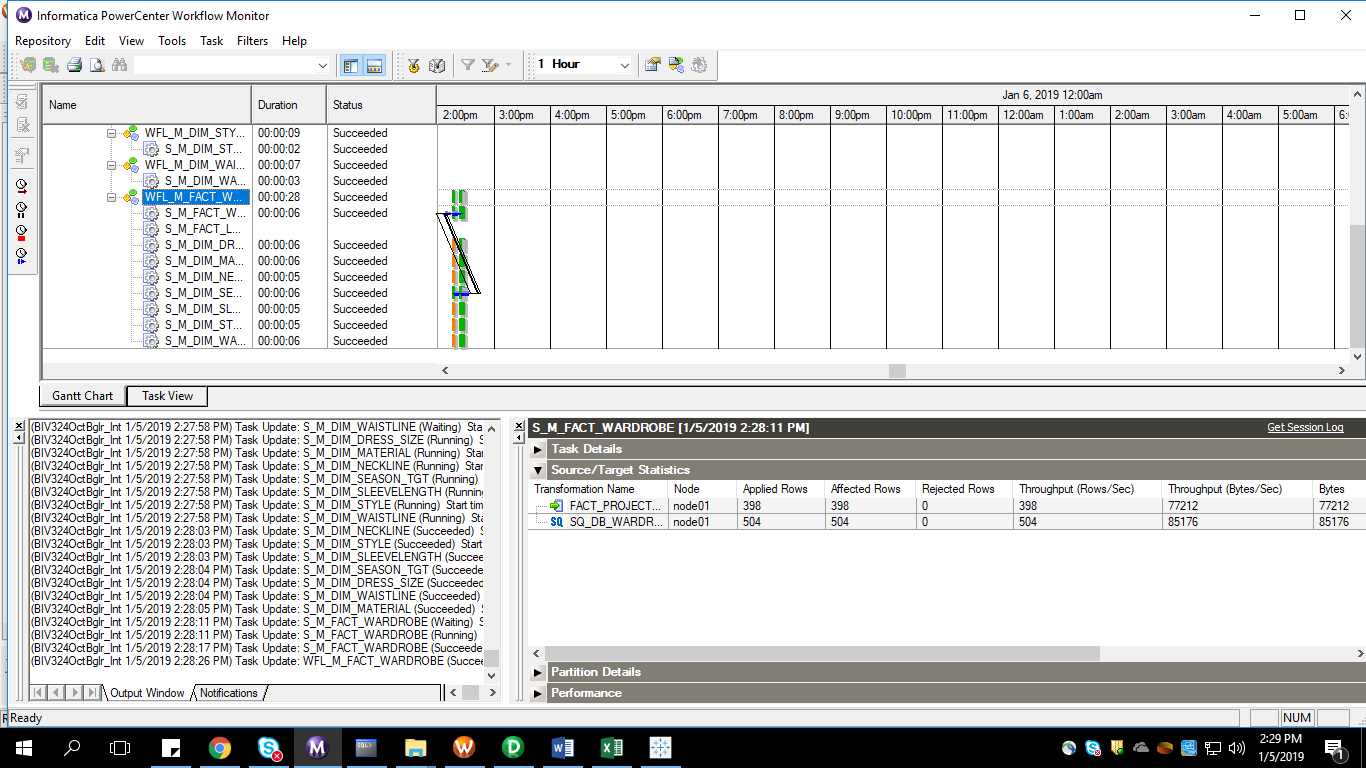 Informatica PowerCenter Workflow Monitor
Repository Edit View Tools Task Filters Help
1 Hour
Name Duration Status
Jan 6, 2019 12:00am
2:00pm 3:00pm 4:00pm 5:00pm 6:00pm 7:00pm 8:00pm 9:00pm 10:00pm 11:00pm 12:00am 1:00am 2:00am 3:00am 4:00am 5:00am 6:
WFL_M_DIM_STY... 00:00:09 Succeeded
S_M_DIM_ST... 00:00:02 Succeeded
WFL_M_DIM_WAI... 00:00:07 Succeeded
S_M_DIM_WA... 00:00:03 Succeeded
WFL_M_FACT_W... 00:00:28 Succeeded
S_M_FACT_W... 00:00:06 Succeeded
S_M_FACT_L...
S_M_DIM_DR... 00:00:06 Succeeded
S_M_DIM_MA... 00:00:06 Succeeded
S_M_DIM_NE... 00:00:05 Succeeded
S_M_DIM_SE... 00:00:06 Succeeded
S_M_DIM_SL... 00:00:05 Succeeded
S_M_DIM_ST... 00:00:05 Succeeded
S_M_DIM_WA... 00:00:06 Succeeded
Gantt Chart Task View
(BIV324OctBglr_Int 1/5/2019 2:27:58 PM) Task Update: S_M_DIM_WAISTLINE (Waiting) Sta
(BIV324OctBglr_Int 1/5/2019 2:27:58 PM) Task Update: S_M_DIM_DRESS_SIZE (Running) S
(BIV324OctBglr_Int 1/5/2019 2:27:58 PM) Task Update: S_M_DIM_MATERIAL (Running) Star
(BIV324OctBglr_Int 1/5/2019 2:27:58 PM) Task Update: S_M_DIM_NECKLINE (Running) Sta
(BIV324OctBglr_Int 1/5/2019 2:27:58 PM) Task Update: S_M_DIM_SEASON_TGT (Running)
(BIV324OctBglr_Int 1/5/2019 2:27:58 PM) Task Update: S_M_DIM_SLEEVELENGTH (Running
(BIV324OctBglr_Int 1/5/2019 2:27:58 PM) Task Update: S_M_DIM_STYLE (Running) Start tim
(BIV324OctBglr_Int 1/5/2019 2:27:58 PM) Task Update: S_M_DIM_WAISTLINE (Running) St
(BIV324OctBglr_Int 1/5/2019 2:28:03 PM) Task Update: S_M_DIM_NECKLINE (Succeeded) S
(BIV324OctBglr_Int 1/5/2019 2:28:03 PM) Task Update: S_M_DIM_STYLE (Succeeded) Start
(BIV324OctBglr_Int 1/5/2019 2:28:03 PM) Task Update: S_M_DIM_SLEEVELENGTH (Succee
(BIV324OctBglr_Int 1/5/2019 2:28:04 PM) Task Update: S_M_DIM_SEASON_TGT (Succeed
(BIV324OctBglr_Int 1/5/2019 2:28:04 PM) Task Update: S_M_DIM_DRESS_SIZE (Succeeded
(BIV324OctBglr_Int 1/5/2019 2:28:04 PM) Task Update: S_M_DIM_WAISTLINE (Succeeded)
(BIV324OctBglr_Int 1/5/2019 2:28:05 PM) Task Update: S_M_DIM_MATERIAL (Succeeded) S
(BIV324OctBglr_Int 1/5/2019 2:28:11 PM) Task Update: S_M_FACT_WARDROBE (Waiting) S
(BIV324OctBglr_Int 1/5/2019 2:28:11 PM) Task Update: S_M_FACT_WARDROBE (Running)
(BIV324OctBglr_Int 1/5/2019 2:28:17 PM) Task Update: S_M_FACT_WARDROBE (Succeede
(BIV324OctBglr_Int 1/5/2019 2:28:26 PM) Task Update: WFL_M_FACT_WARDROBE (Succee
Output Window Notifications
S_M_FACT_WARDROBE [1/5/2019 2:28:11 PM] Get Session Log
Task Details
Source/Target Statistics
Transformation Name Node Applied Rows Affected Rows Rejected Rows Throughput (Rows/Sec) Throughput (Bytes/Sec) Bytes
FACT_PROJECT... node01 398 398 0 398 77212 77212
SQ SQ_DB_WARDR... node01 504 504 0 504 85176 85176
Partition Details
Performance
Ready NUM
2:29 PM
1/5/2019